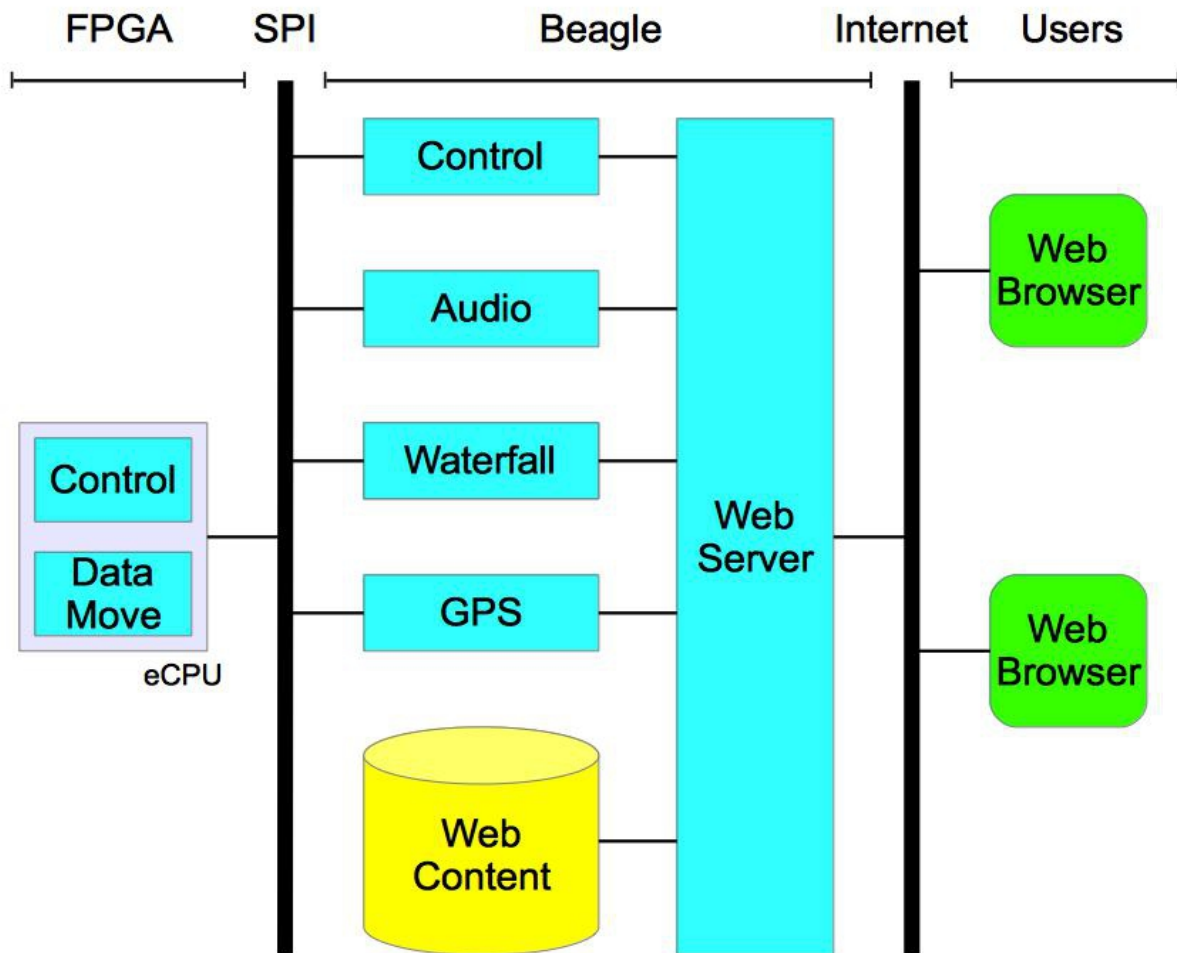 FPGA
SPI
Beagle
Internet
Users
Control
Audio
Waterfall
GPS
Web
Content
Control
Data
Move
eCPU
Web
Server
Web
Browser
Web
Browser